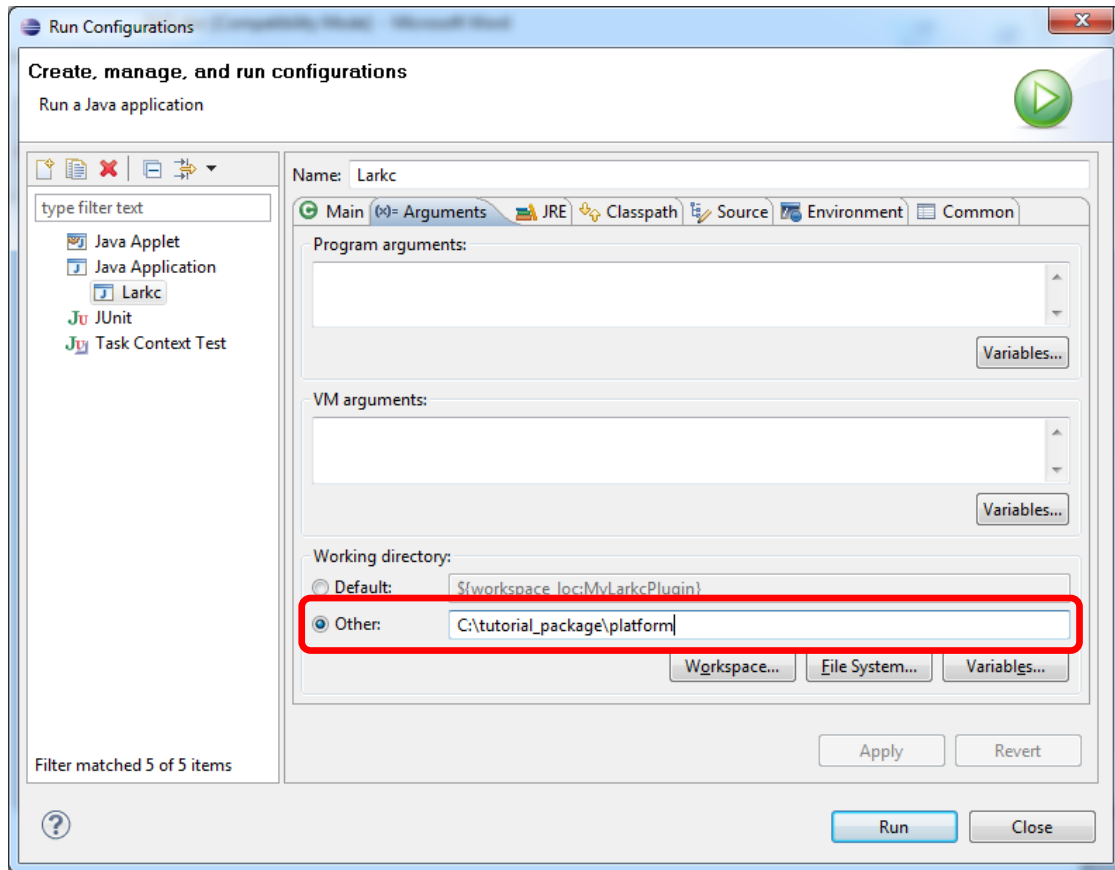 Run Configurations
Create, manage, and run configurations
Run a Java application
type filter text
Java Applet
Java Application
Larkc
JUnit
Task Context Test
Filter matched 5 of 5 items
Name: Larkc
Main (x)= Arguments JRE Classpath Source Environment Common
Program arguments:
Variables...
VM arguments:
Variables...
Working directory:
Default: ${workspace_loc:MyLarkcPlugin}
Other: C:\tutorial_package\platform
Workspace... File System... Variables...
Apply Revert
Run Close